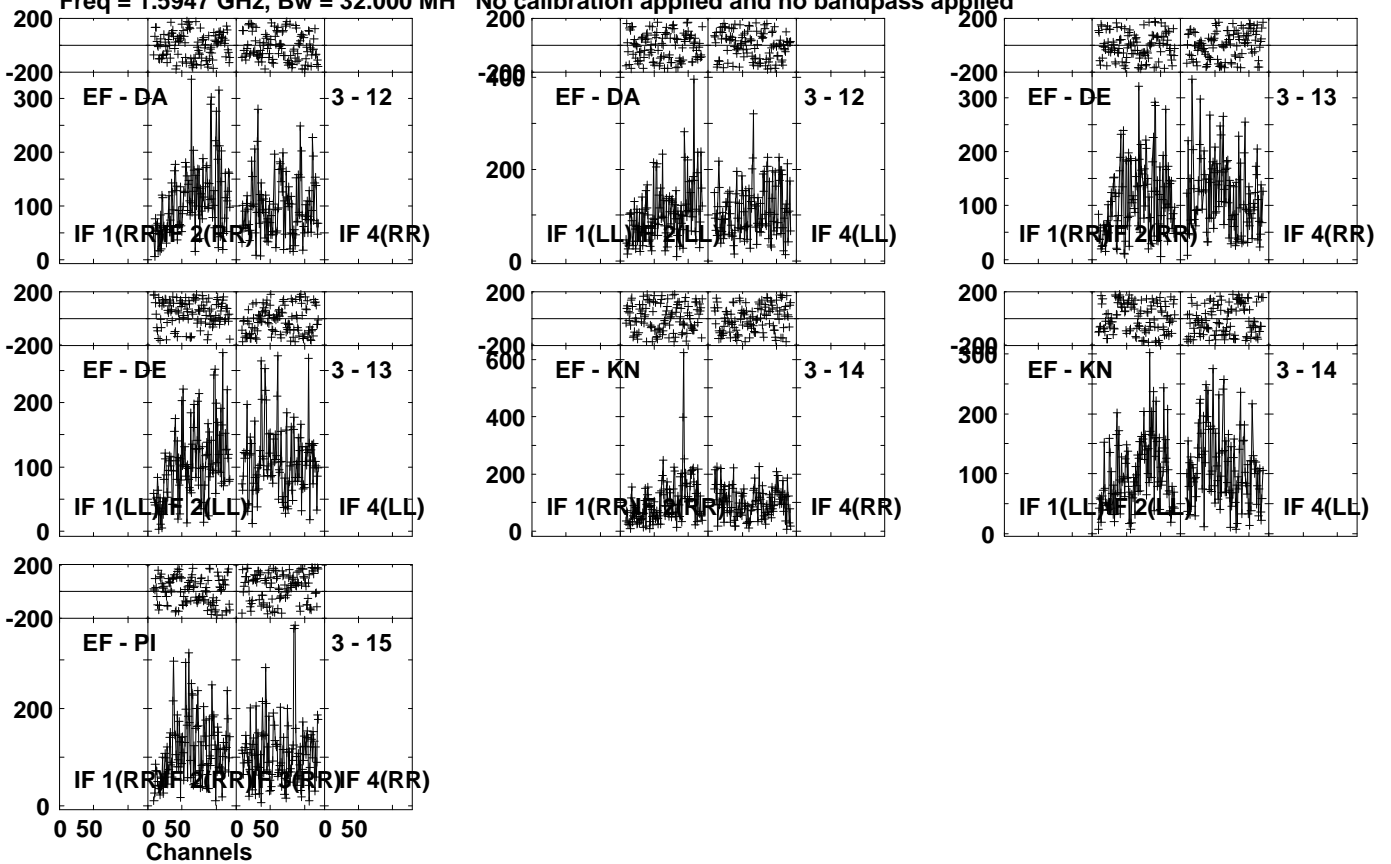 Freq = 1.5947 GHz, Bw = 32.000 MH No calibration applied and no bandpass applied
200 200 200
-200 -200 -200
EF - DA 3 - 12 EF - DA 3 - 12 EF - DE 3 - 13
300 400 300
200 200 200
100 100
IF 1(RR) IF 2(RR) IF 4(RR) IF 1(LL) IF 2(LL) IF 4(LL) IF 1(RR) IF 2(RR) IF 4(RR)
0 0 0
200 200 200
-200 -200 -200
EF - DE 3 - 13 EF - KN 3 - 14 EF - KN 3 - 14
200 600 300
100 400 200
200 100
IF 1(LL) IF 2(LL) IF 4(LL) IF 1(RR) IF 2(RR) IF 4(RR) IF 1(LL) IF 2(LL) IF 4(LL)
0 0 0
200
-200
EF - PI 3 - 15
200
IF 1(RR) IF 2(RR) IF 3(RR) IF 4(RR)
0
0 50 0 50 0 50 0 50
Channels